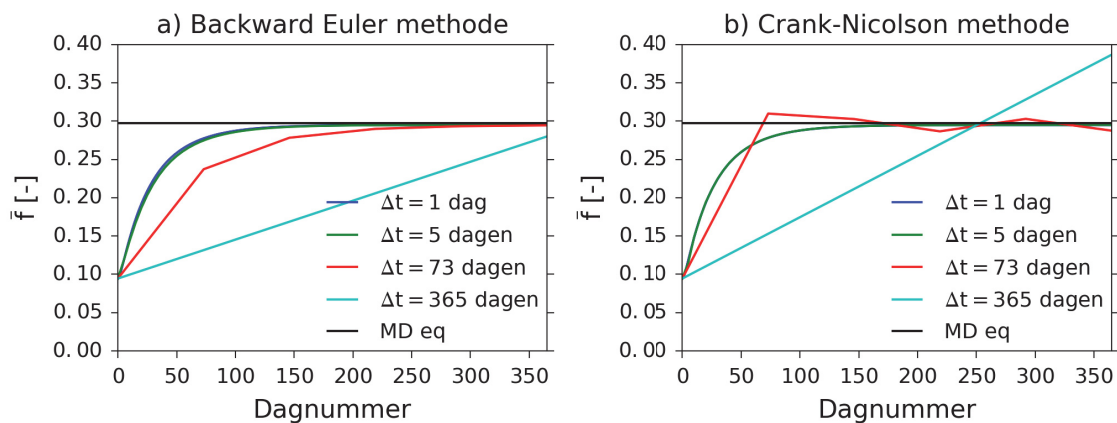 a) Backward Euler methode
0.40
0.35
0.30
0.25
0.20
0.15
0.10
0.05
0.00
f̄ [-]
Δt = 1 dag
Δt = 5 dagen
Δt = 73 dagen
Δt = 365 dagen
MD eq
0 50 100 150 200 250 300 350
Dagnummer
b) Crank-Nicolson methode
0.40
0.35
0.30
0.25
0.20
0.15
0.10
0.05
0.00
f̄ [-]
Δt = 1 dag
Δt = 5 dagen
Δt = 73 dagen
Δt = 365 dagen
MD eq
0 50 100 150 200 250 300 350
Dagnummer